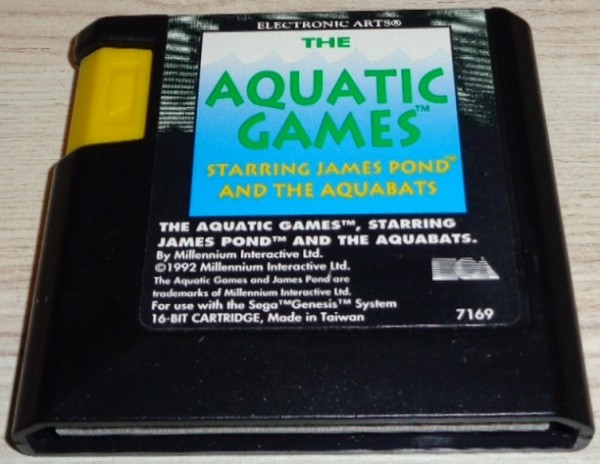 ELECTRONIC ARTS®
THE
AQUATIC
GAMES™
STARRING JAMES POND™
AND THE AQUABATS
THE AQUATIC GAMES™, STARRING
JAMES POND™ AND THE AQUABATS.
By Millennium Interactive Ltd.
©1992 Millennium Interactive Ltd.
The Aquatic Games and James Pond are
trademarks of Millennium Interactive Ltd.
For use with the Sega™Genesis™ System
16-BIT CARTRIDGE, Made in Taiwan
EA
7169